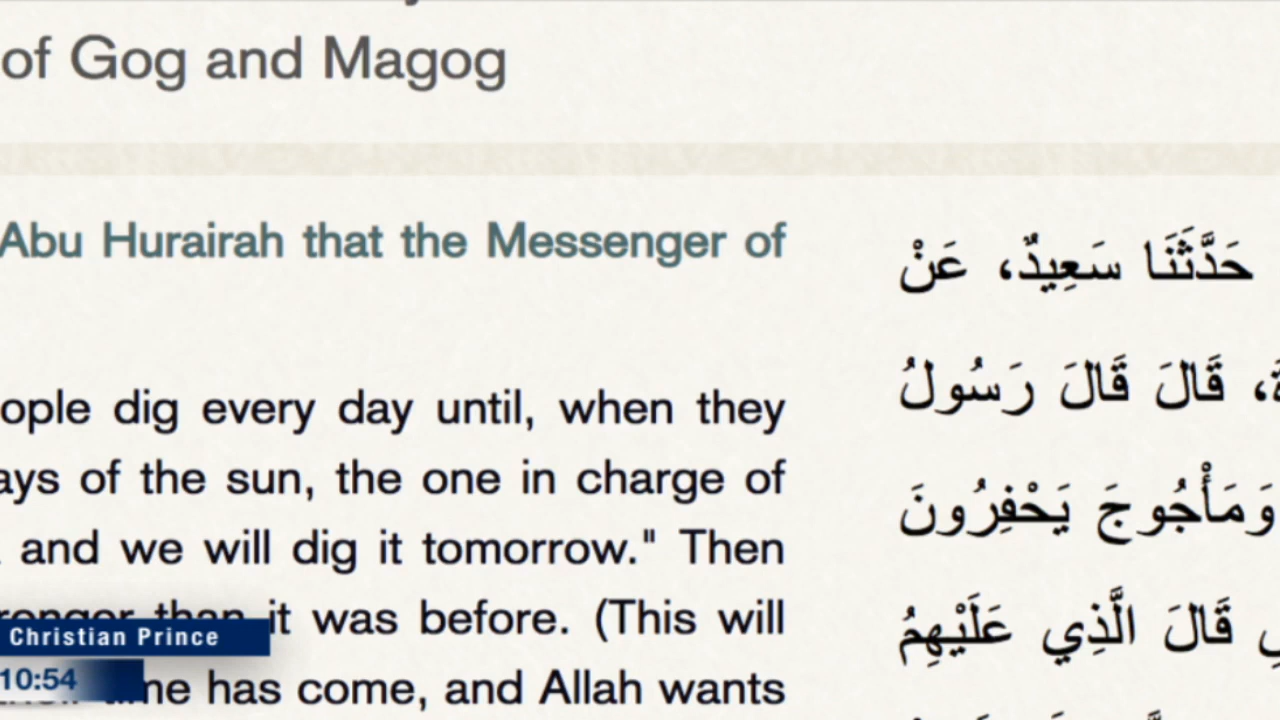 of Gog and Magog
Abu Hurairah that the Messenger of
ople dig every day until, when they
ays of the sun, the one in charge of
and we will dig it tomorrow." Then
than it was before. (This will
me has come, and Allah wants
حَدَّثَنَا سَعِيدٌ، عَنْ
ةَ، قَالَ قَالَ رَسُولُ
وَمَأْجُوجَ يَحْفِرُونَ
قَالَ الَّذِي عَلَيْهِمُ
Christian Prince
10:54